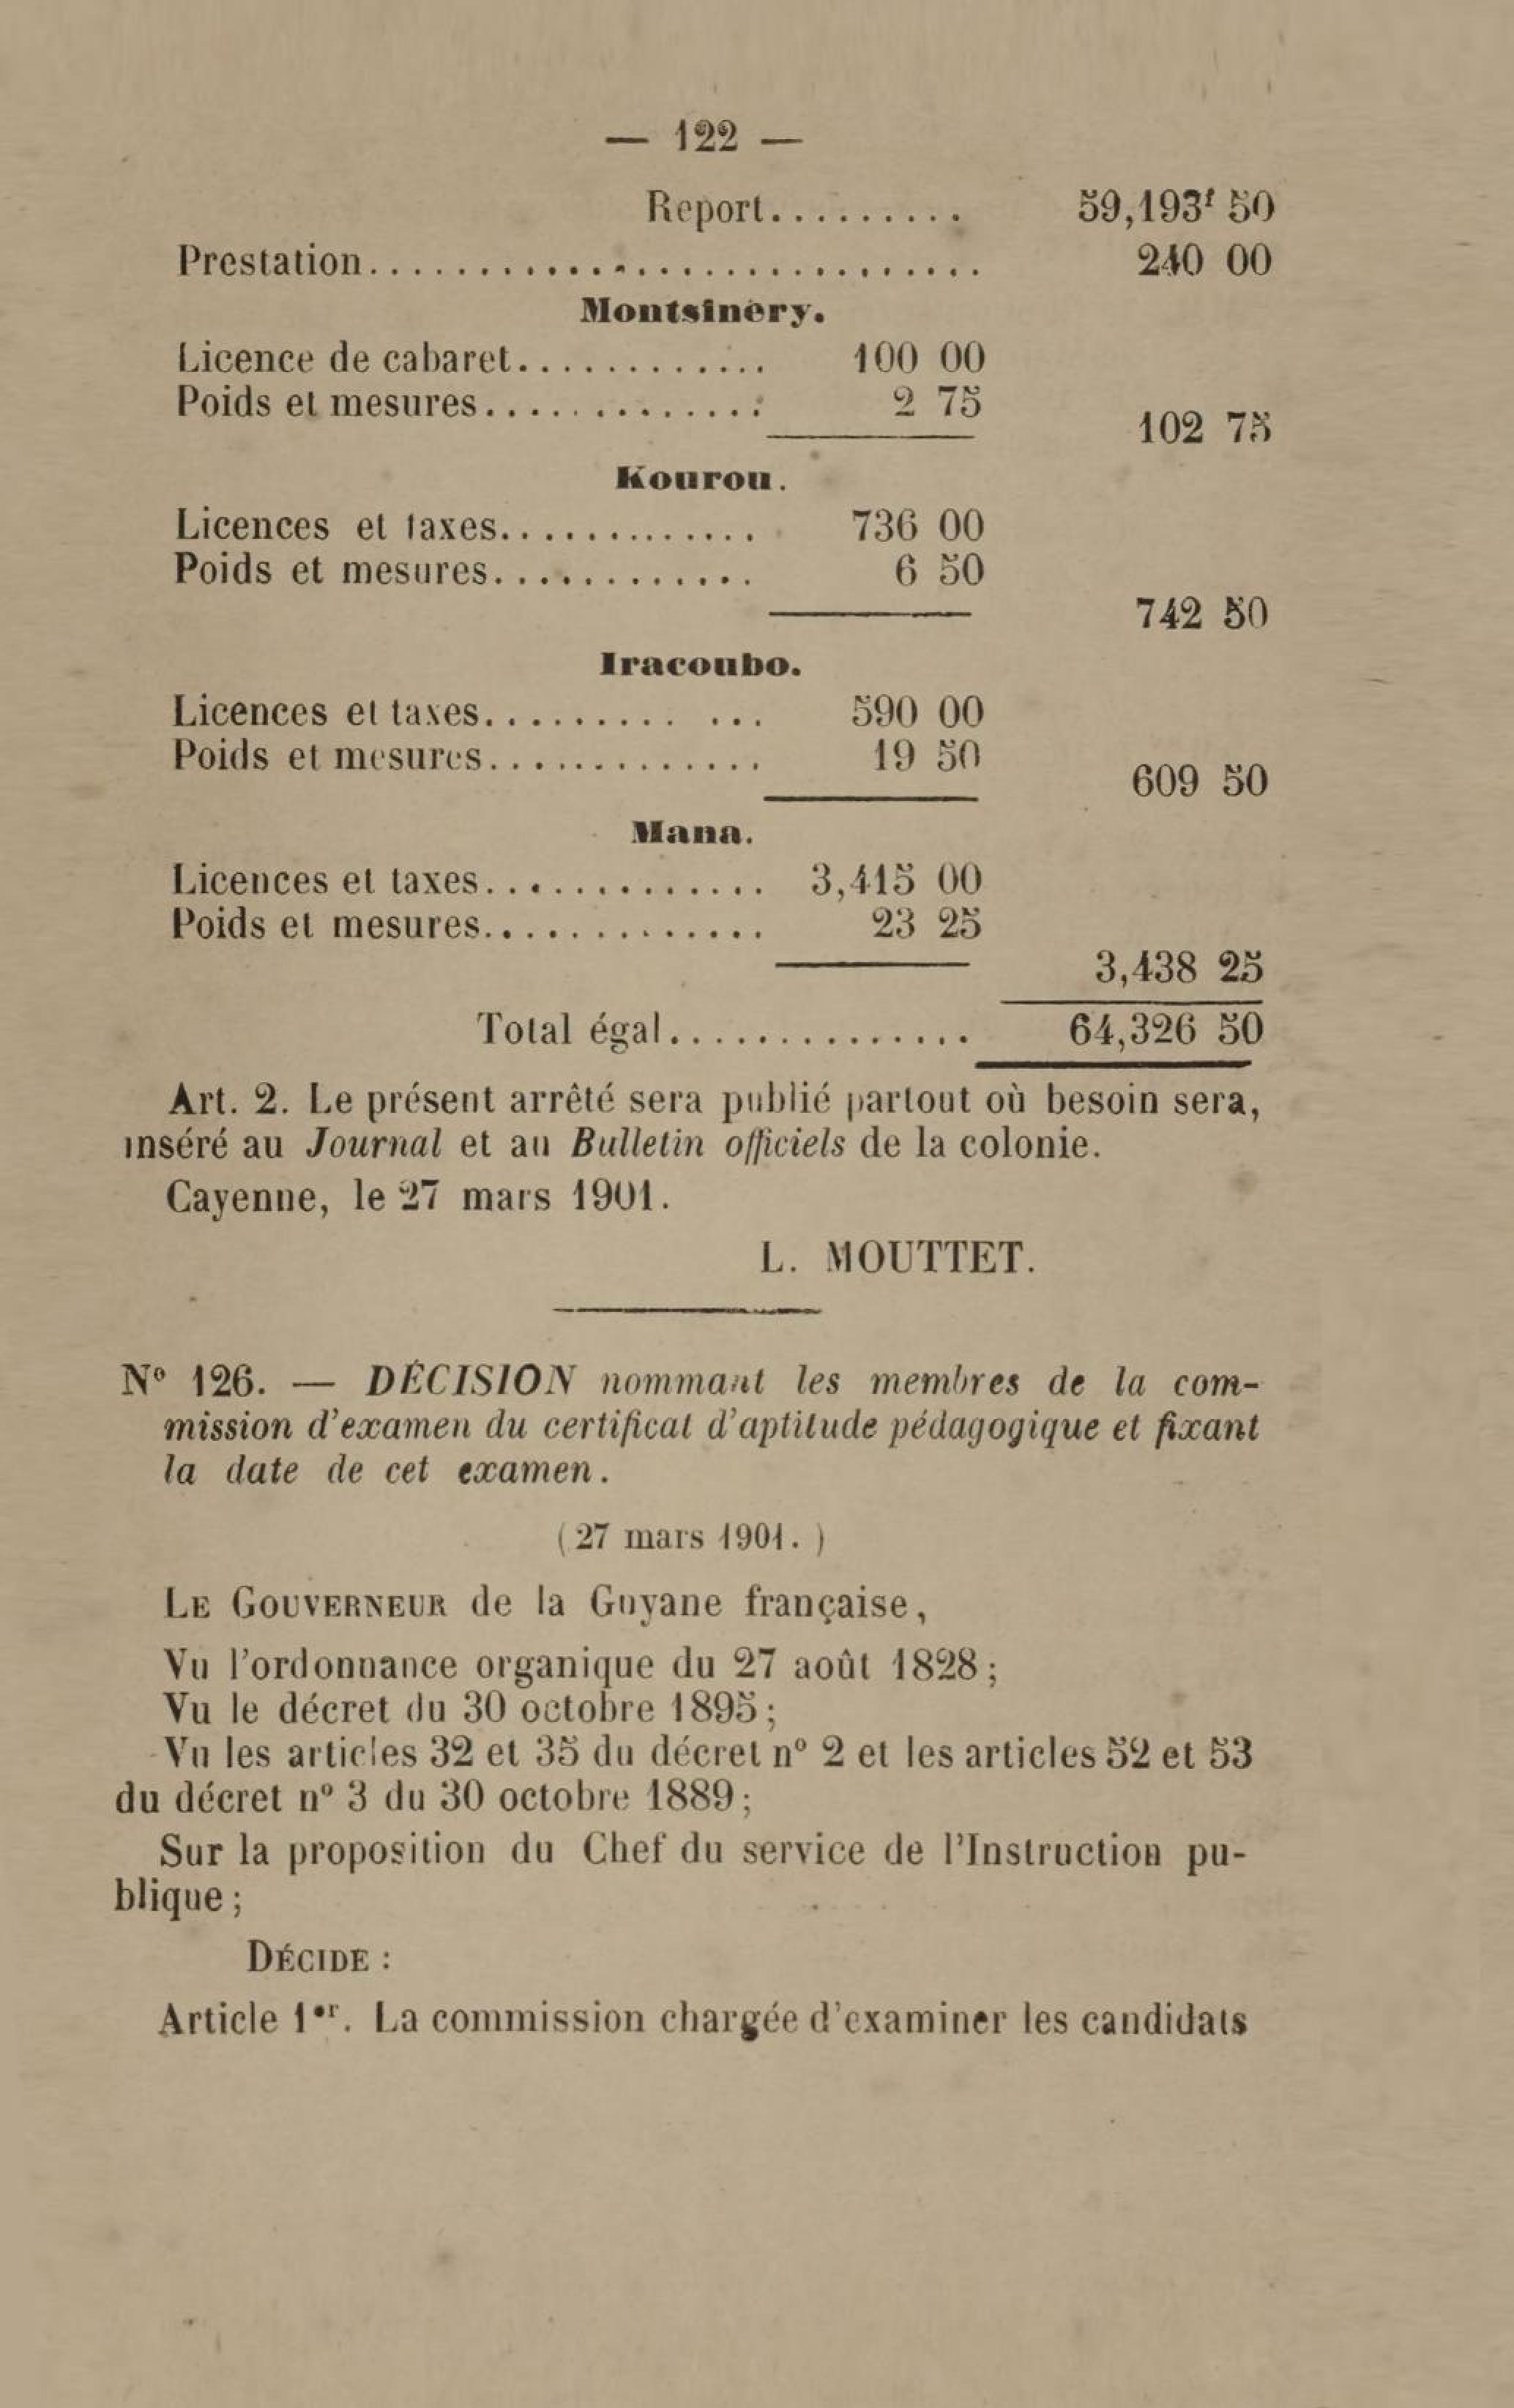 — 122 —
Report.......... 59,193ᶠ 50
Prestation............................ 240 00
Montsinéry.
Licence de cabaret............ 100 00
Poids et mesures............. 2 75
102 75
Kourou.
Licences et taxes............. 736 00
Poids et mesures............ 6 50
742 50
Iracoubo.
Licences et taxes.......... ... 590 00
Poids et mesures............. 19 50
609 50
Mana.
Licences et taxes............. 3,415 00
Poids et mesures............. 23 25
3,438 25
Total égal.............. 64,326 50
Art. 2. Le présent arrêté sera publié partout où besoin sera,
inséré au Journal et au Bulletin officiels de la colonie.
Cayenne, le 27 mars 1901.
L. MOUTTET.
N° 126. — DÉCISION nommant les membres de la com-
mission d'examen du certificat d'aptitude pédagogique et fixant
la date de cet examen.
(27 mars 1901.)
LE GOUVERNEUR de la Guyane française,
Vu l'ordonnance organique du 27 août 1828;
Vu le décret du 30 octobre 1895;
Vu les articles 32 et 35 du décret n° 2 et les articles 52 et 53
du décret n° 3 du 30 octobre 1889;
Sur la proposition du Chef du service de l'Instruction pu-
blique;
DÉCIDE :
Article 1er. La commission chargée d'examiner les candidats